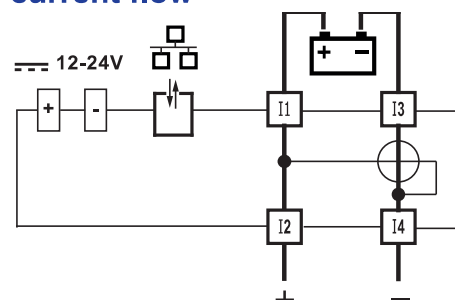 current flow
12-24V
+ -
+ -
I1 I3
I2 I4
+ -